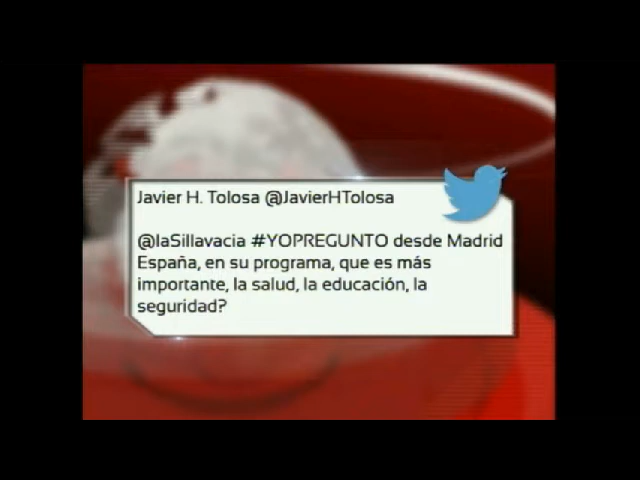 Javier H. Tolosa @JavierHTolosa
@laSillavacia #YOPREGUNTO desde Madrid
España, en su programa, que es más
importante, la salud, la educación, la
seguridad?